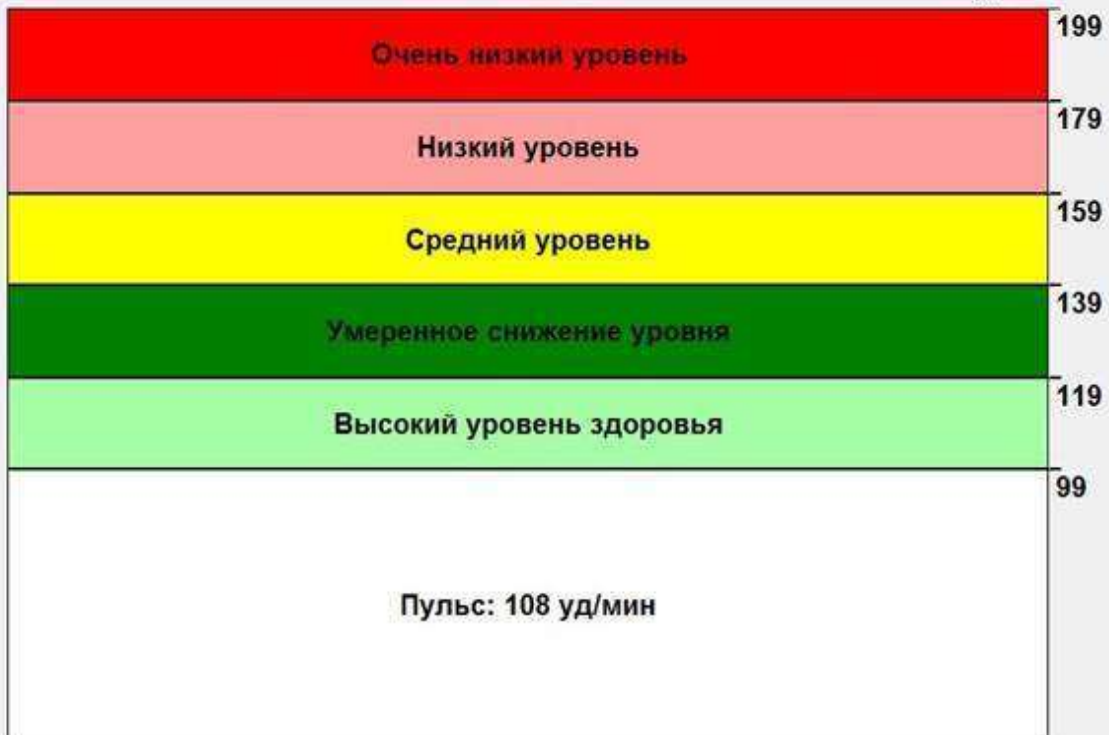 199
Очень низкий уровень
179
Низкий уровень
159
Средний уровень
139
Умеренное снижение уровня
119
Высокий уровень здоровья
99
Пульс: 108 уд/мин